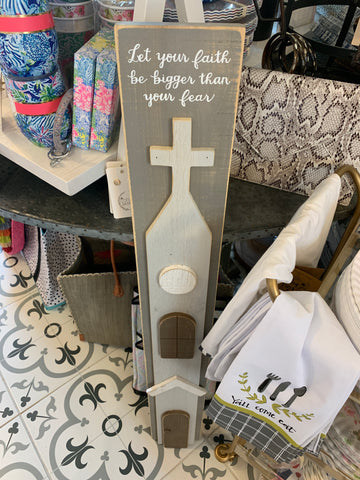 Let your faith
be bigger than
your fear
Y'all come eat